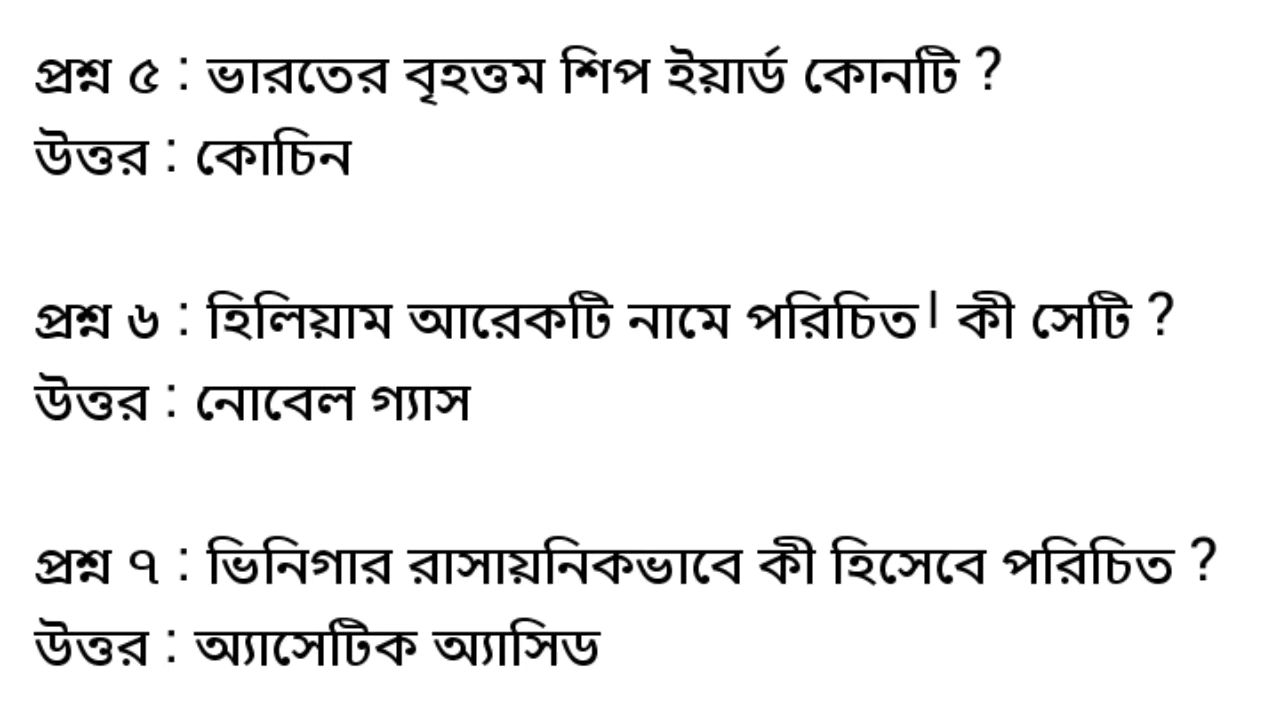 প্রশ্ন ৫ : ভারতের বৃহত্তম শিপ ইয়ার্ড কোনটি ?
উত্তর : কোচিন
প্রশ্ন ৬ : হিলিয়াম আরেকটি নামে পরিচিত। কী সেটি ?
উত্তর : নোবেল গ্যাস
প্রশ্ন ৭ : ভিনিগার রাসায়নিকভাবে কী হিসেবে পরিচিত ?
উত্তর : অ্যাসেটিক অ্যাসিড